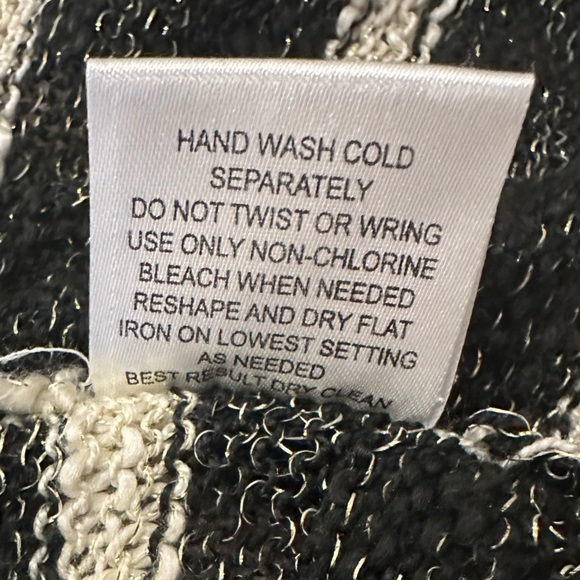 HAND WASH COLD
SEPARATELY
DO NOT TWIST OR WRING
USE ONLY NON-CHLORINE
BLEACH WHEN NEEDED
RESHAPE AND DRY FLAT
IRON ON LOWEST SETTING
AS NEEDED
BEST RESULT DRY CLEAN